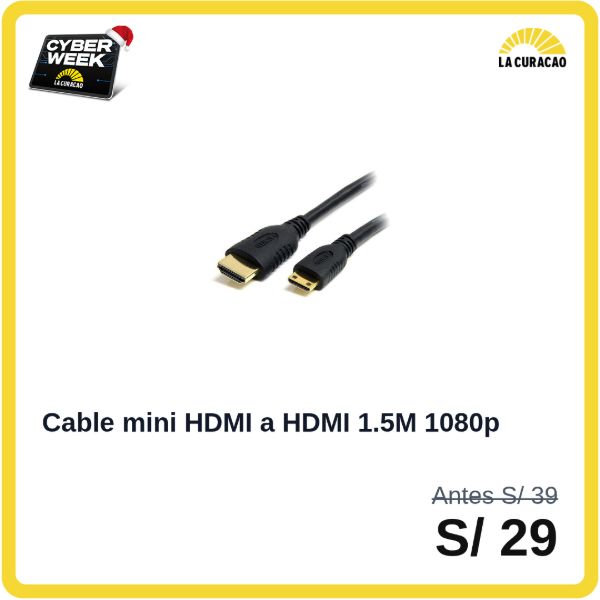 CYBER
WEEK
LA CURACAO
LA CURACAO
Cable mini HDMI a HDMI 1.5M 1080p
Antes S/ 39
S/ 29